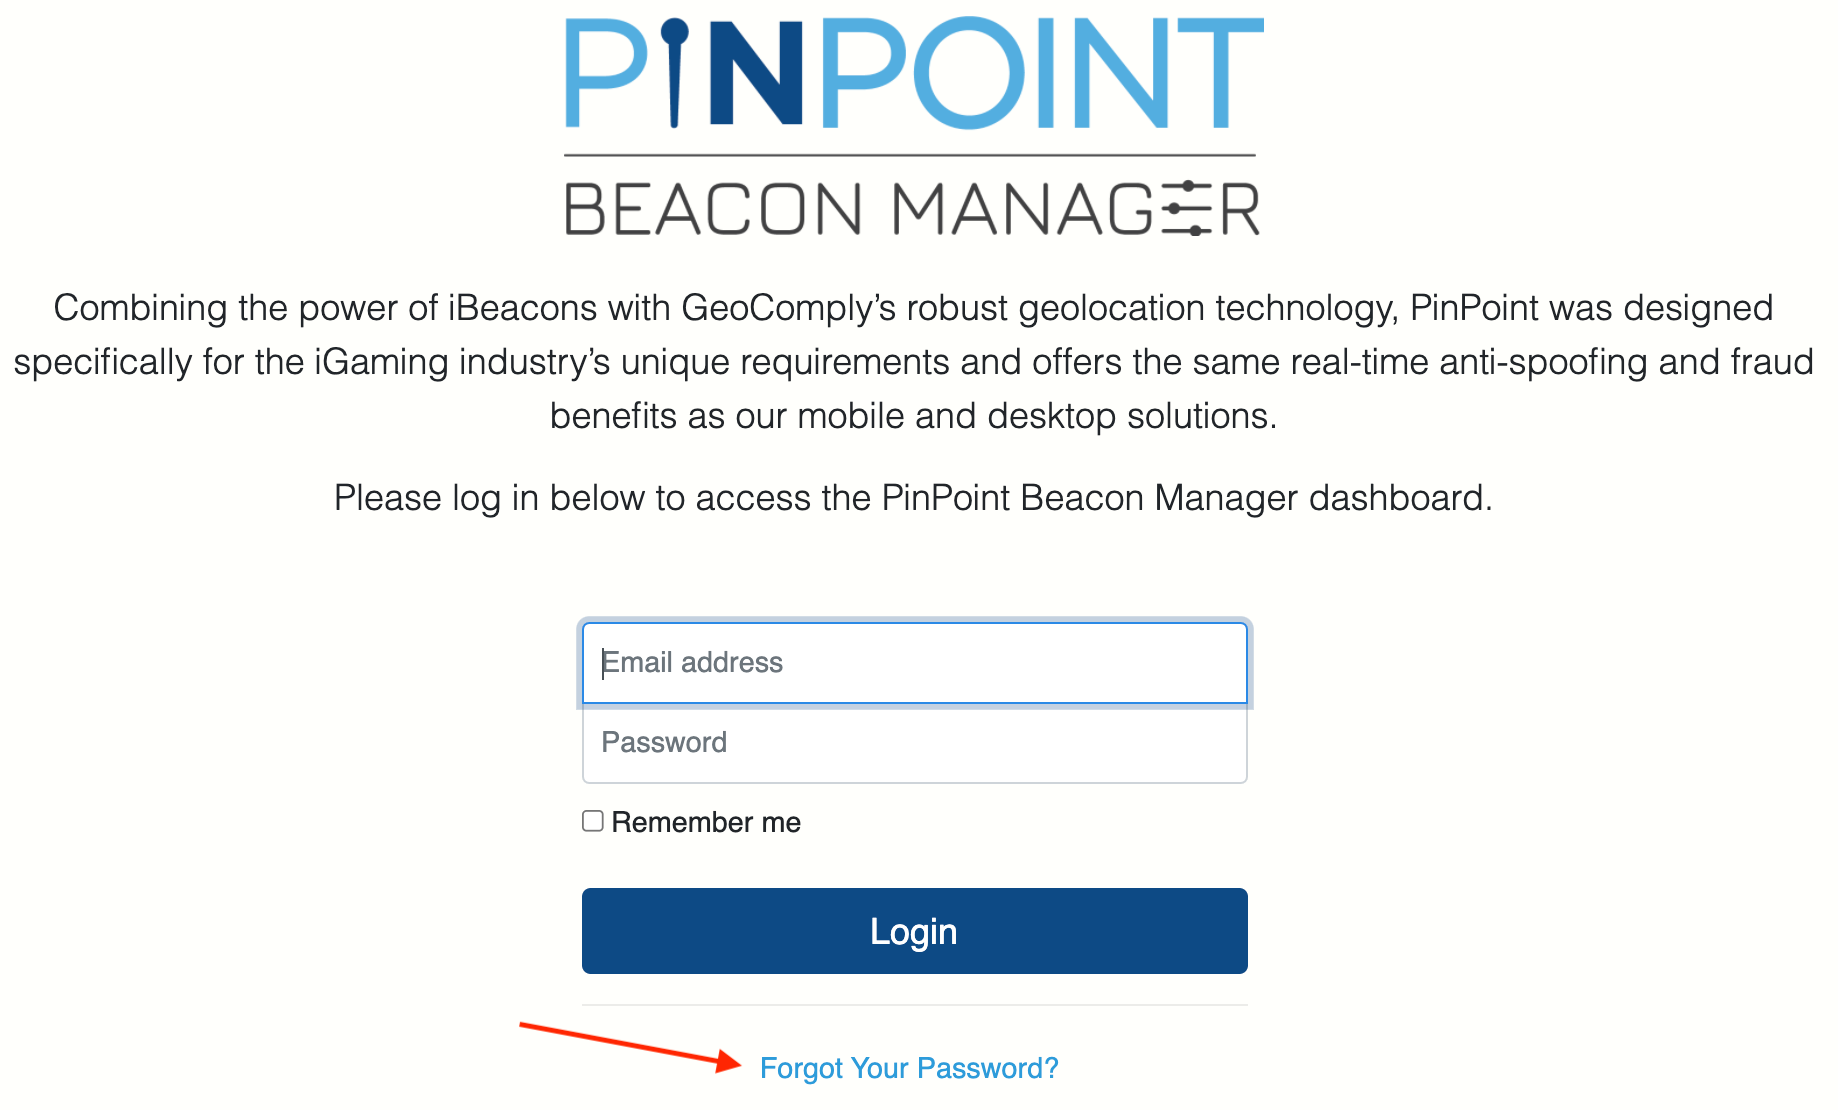 PiNPOINT
BEACON MANAGER
Combining the power of iBeacons with GeoComply’s robust geolocation technology, PinPoint was designed
specifically for the iGaming industry’s unique requirements and offers the same real-time anti-spoofing and fraud
benefits as our mobile and desktop solutions.
Please log in below to access the PinPoint Beacon Manager dashboard.
Email address
Password
Remember me
Login
Forgot Your Password?